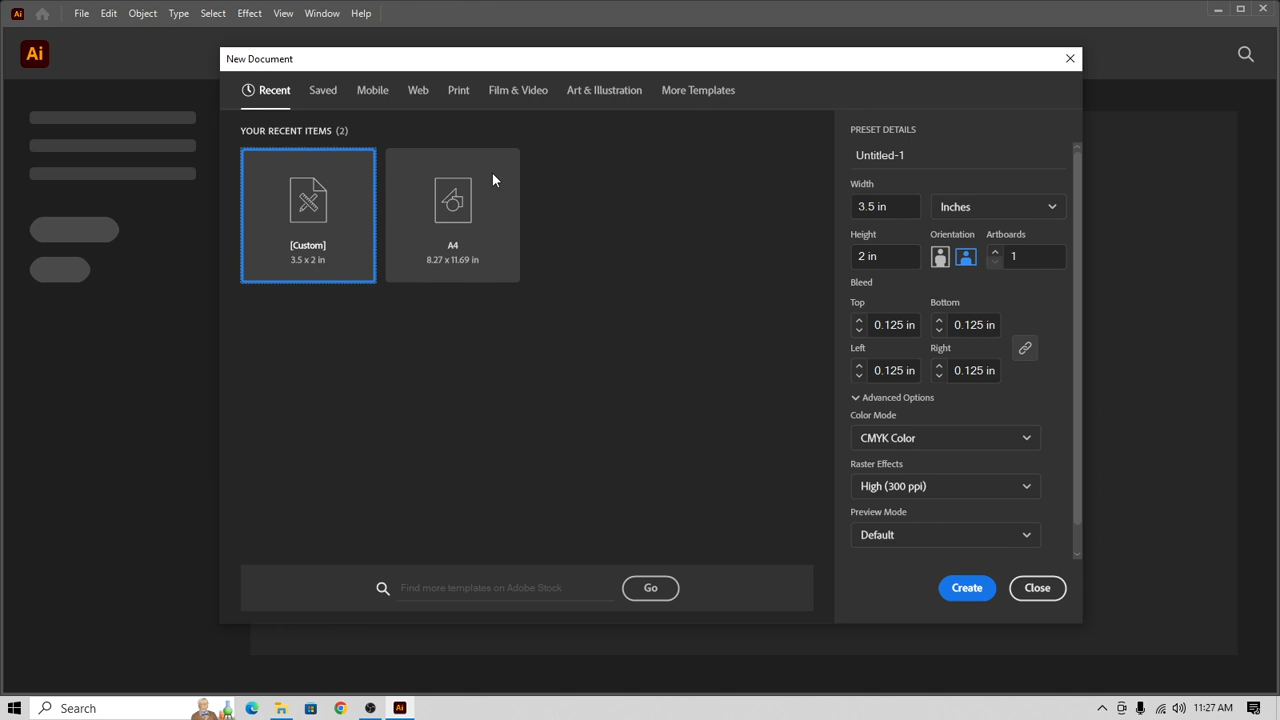 Ai
File Edit Object Type Select Effect View Window Help
Ai
New Document
Recent Saved Mobile Web Print Film & Video Art & Illustration More Templates
YOUR RECENT ITEMS (2)
[Custom]
3.5 x 2 in
A4
8.27 x 11.69 in
Find more templates on Adobe Stock
Go
PRESET DETAILS
Untitled-1
Width
3.5 in Inches
Height Orientation Artboards
2 in 1
Bleed
Top Bottom
0.125 in 0.125 in
Left Right
0.125 in 0.125 in
Advanced Options
Color Mode
CMYK Color
Raster Effects
High (300 ppi)
Preview Mode
Default
Create Close
Search
Ai
11:27 AM